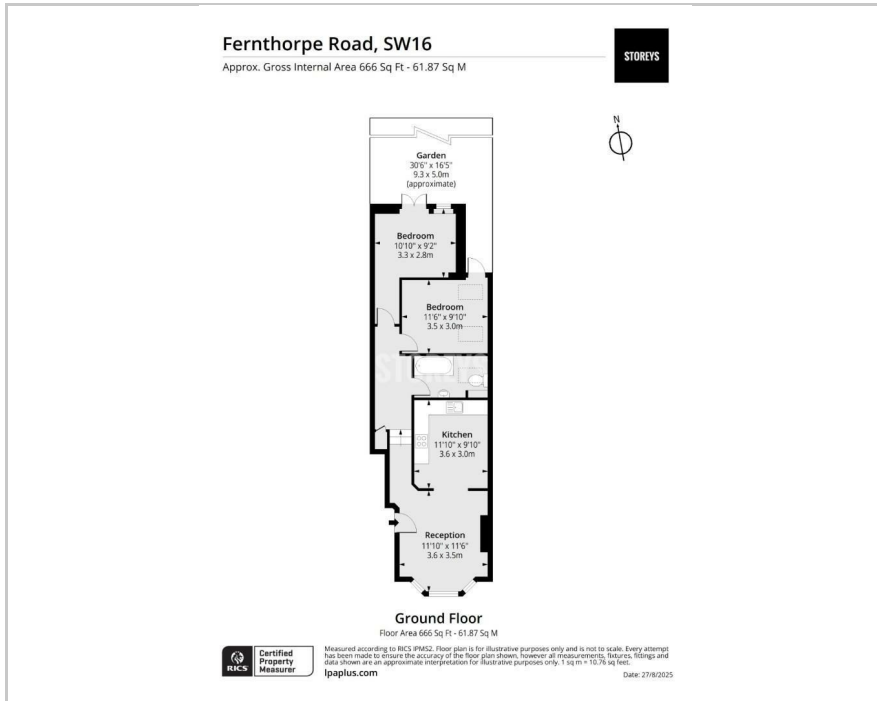 Fernthorpe Road, SW16
Approx. Gross Internal Area 666 Sq Ft - 61.87 Sq M
STOREYS
N
Garden
30'6" x 16'5"
9.3 x 5.0m
(approximate)
Bedroom
10'10" x 9'2"
3.3 x 2.8m
Bedroom
11'6" x 9'10"
3.5 x 3.0m
STOREYS
Kitchen
11'10" x 9'10"
3.6 x 3.0m
Reception
11'10" x 11'6"
3.6 x 3.5m
Ground Floor
Floor Area 666 Sq Ft - 61.87 Sq M
RICS
Certified
Property
Measurer
Measured according to RICS IPMS2. Floor plan is for illustrative purposes only and is not to scale. Every attempt
has been made to ensure the accuracy of the floor plan shown, however all measurements, fixtures, fittings and
data shown are an approximate interpretation for illustrative purposes only. 1 sq m = 10.76 sq feet.
lpaplus.com
Date: 27/8/2025